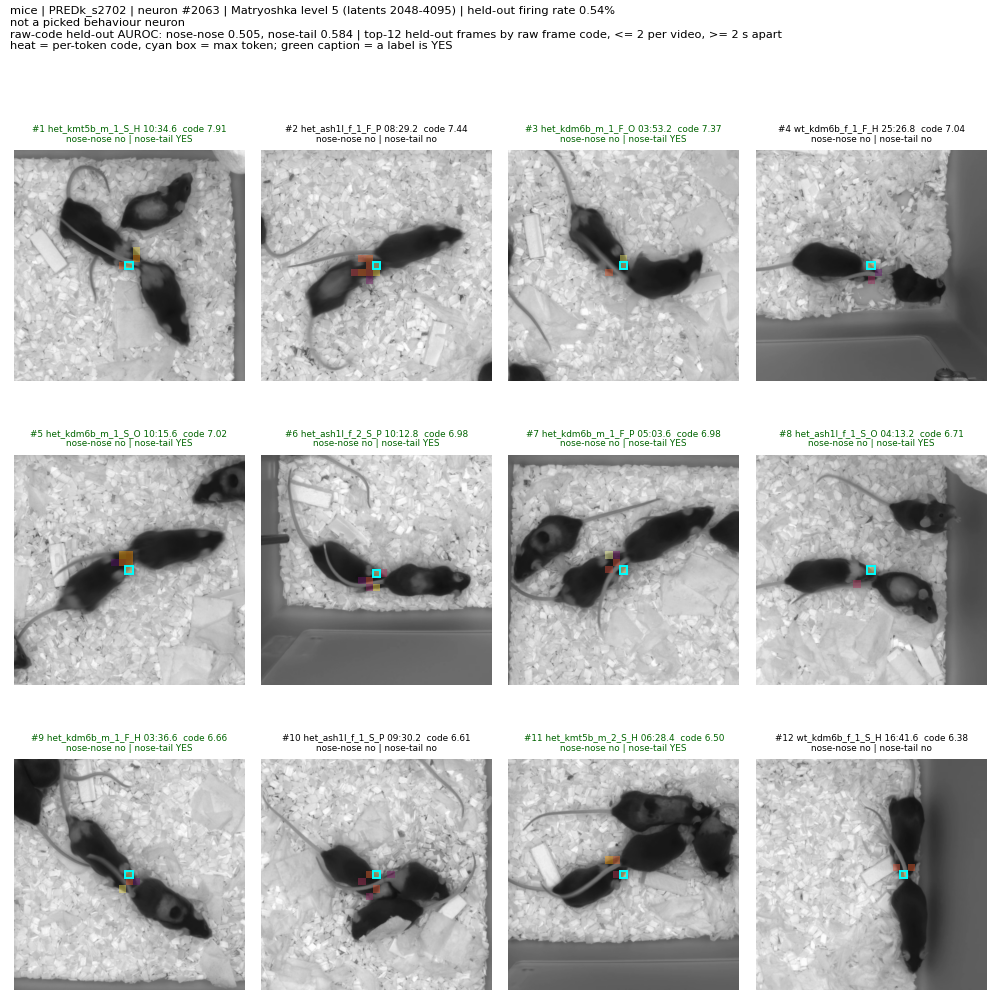 mice | PREDk_s2702 | neuron #2063 | Matryoshka level 5 (latents 2048-4095) | held-out firing rate 0.54%
not a picked behaviour neuron
raw-code held-out AUROC: nose-nose 0.505, nose-tail 0.584 | top-12 held-out frames by raw frame code, <= 2 per video, >= 2 s apart
heat = per-token code, cyan box = max token; green caption = a label is YES
#1 het_kmt5b_m_1_S_H 10:34.6 code 7.91
nose-nose no | nose-tail YES
#2 het_ash1l_f_1_F_P 08:29.2 code 7.44
nose-nose no | nose-tail no
#3 het_kdm6b_m_1_F_O 03:53.2 code 7.37
nose-nose no | nose-tail YES
#4 wt_kdm6b_f_1_F_H 25:26.8 code 7.04
nose-nose no | nose-tail no
#5 het_kdm6b_m_1_S_O 10:15.6 code 7.02
nose-nose no | nose-tail YES
#6 het_ash1l_f_2_S_P 10:12.8 code 6.98
nose-nose no | nose-tail YES
#7 het_kdm6b_m_1_F_P 05:03.6 code 6.98
nose-nose no | nose-tail YES
#8 het_ash1l_f_1_S_O 04:13.2 code 6.71
nose-nose no | nose-tail YES
#9 het_kdm6b_m_1_F_H 03:36.6 code 6.66
nose-nose no | nose-tail YES
#10 het_ash1l_f_1_S_P 09:30.2 code 6.61
nose-nose no | nose-tail no
#11 het_kmt5b_m_2_S_H 06:28.4 code 6.50
nose-nose no | nose-tail YES
#12 wt_kdm6b_f_1_S_H 16:41.6 code 6.38
nose-nose no | nose-tail no